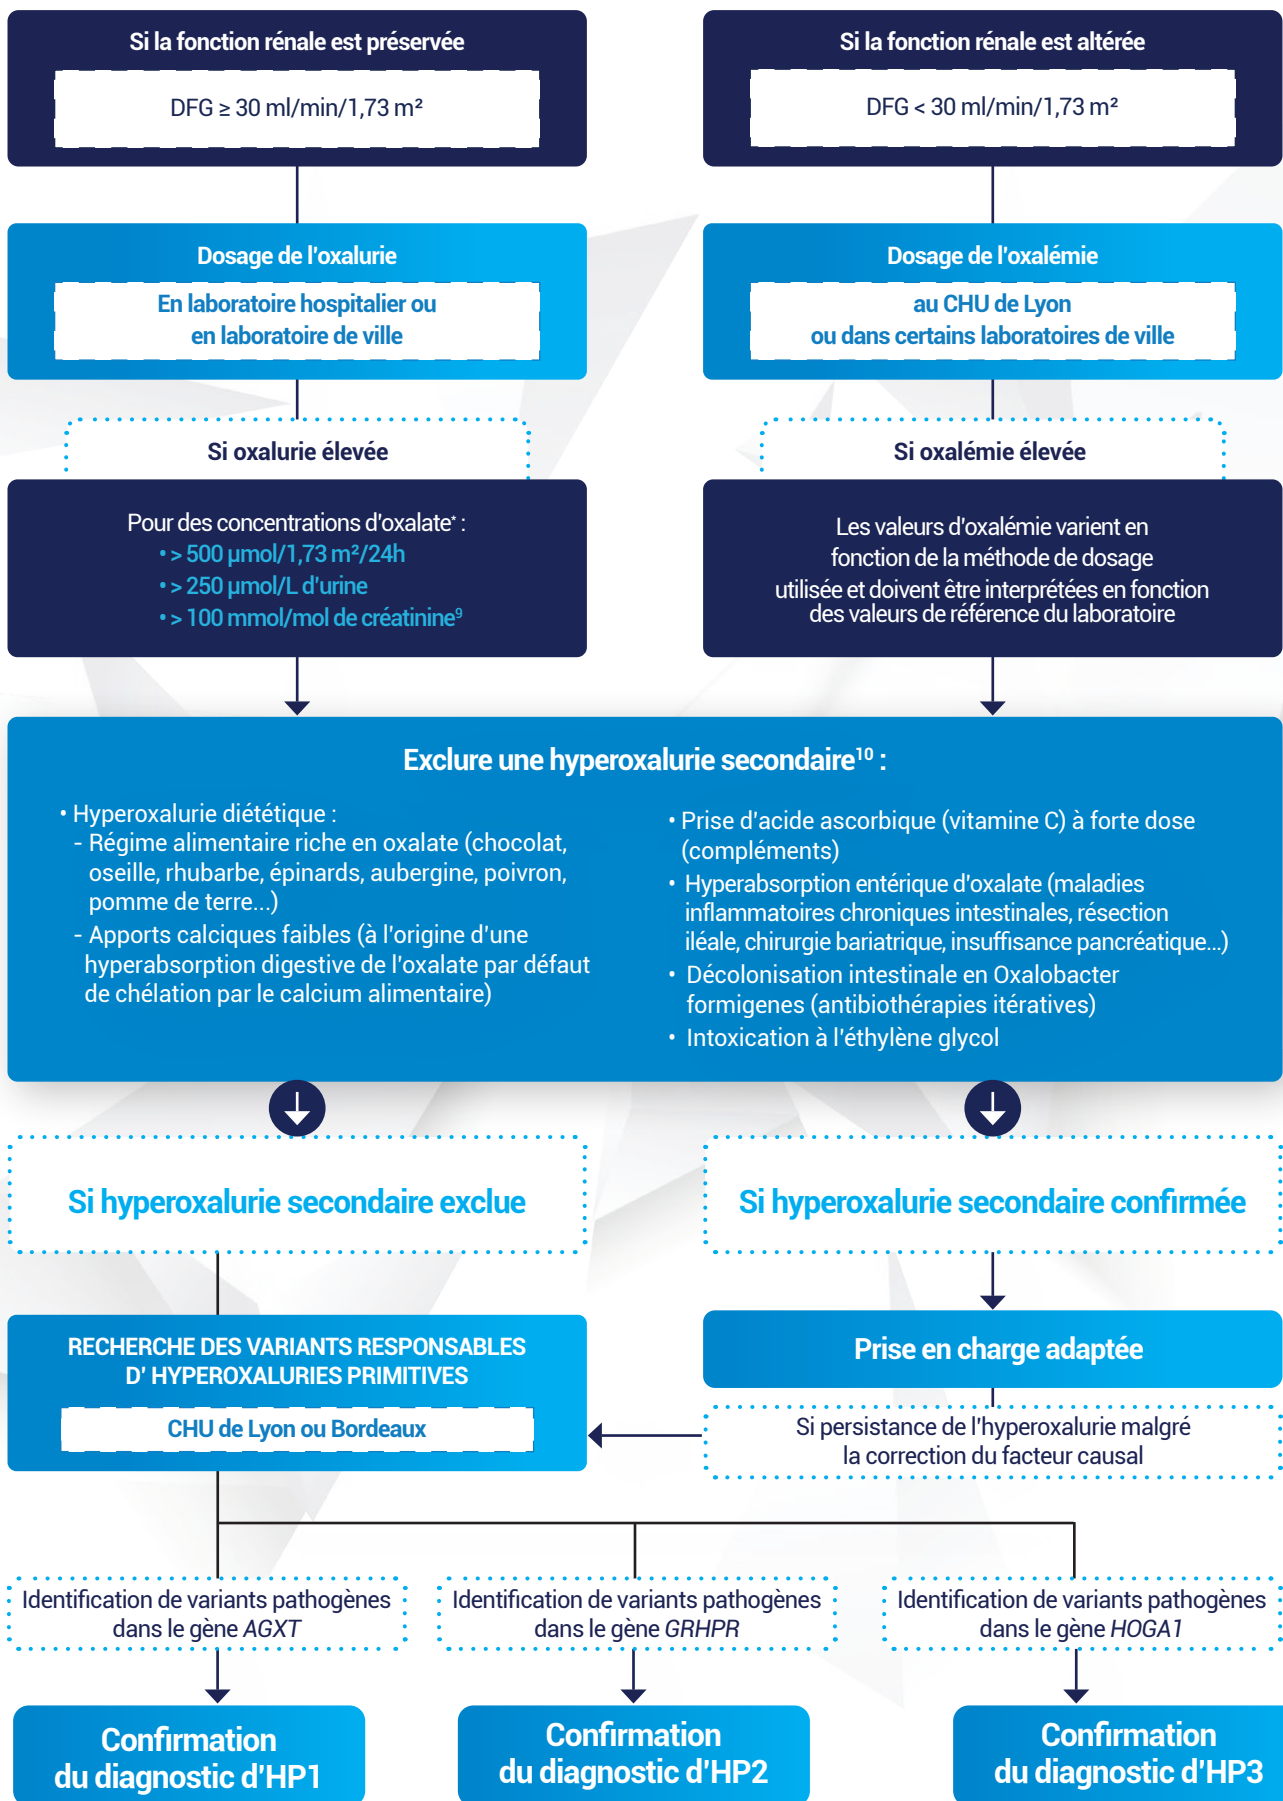 Si la fonction rénale est préservée
DFG ≥ 30 ml/min/1,73 m²
Si la fonction rénale est altérée
DFG < 30 ml/min/1,73 m²
Dosage de l'oxalurie
En laboratoire hospitalier ou
en laboratoire de ville
Dosage de l'oxalémie
au CHU de Lyon
ou dans certains laboratoires de ville
Si oxalurie élevée
Si oxalémie élevée
Pour des concentrations d'oxalate* :
• > 500 µmol/1,73 m²/24h
• > 250 µmol/L d'urine
• > 100 mmol/mol de créatinine⁹
Les valeurs d'oxalémie varient en
fonction de la méthode de dosage
utilisée et doivent être interprétées en fonction
des valeurs de référence du laboratoire
Exclure une hyperoxalurie secondaire¹⁰ :
• Hyperoxalurie diététique :
- Régime alimentaire riche en oxalate (chocolat,
oseille, rhubarbe, épinards, aubergine, poivron,
pomme de terre...)
- Apports calciques faibles (à l'origine d'une
hyperabsorption digestive de l'oxalate par défaut
de chélation par le calcium alimentaire)
• Prise d'acide ascorbique (vitamine C) à forte dose
(compléments)
• Hyperabsorption entérique d'oxalate (maladies
inflammatoires chroniques intestinales, résection
iléale, chirurgie bariatrique, insuffisance pancréatique...)
• Décolonisation intestinale en Oxalobacter
formigenes (antibiothérapies itératives)
• Intoxication à l'éthylène glycol
Si hyperoxalurie secondaire exclue
Si hyperoxalurie secondaire confirmée
RECHERCHE DES VARIANTS RESPONSABLES
D' HYPEROXALURIES PRIMITIVES
CHU de Lyon ou Bordeaux
Prise en charge adaptée
Si persistance de l'hyperoxalurie malgré
la correction du facteur causal
Identification de variants pathogènes
dans le gène AGXT
Identification de variants pathogènes
dans le gène GRHPR
Identification de variants pathogènes
dans le gène HOGA1
Confirmation
du diagnostic d'HP1
Confirmation
du diagnostic d'HP2
Confirmation
du diagnostic d'HP3